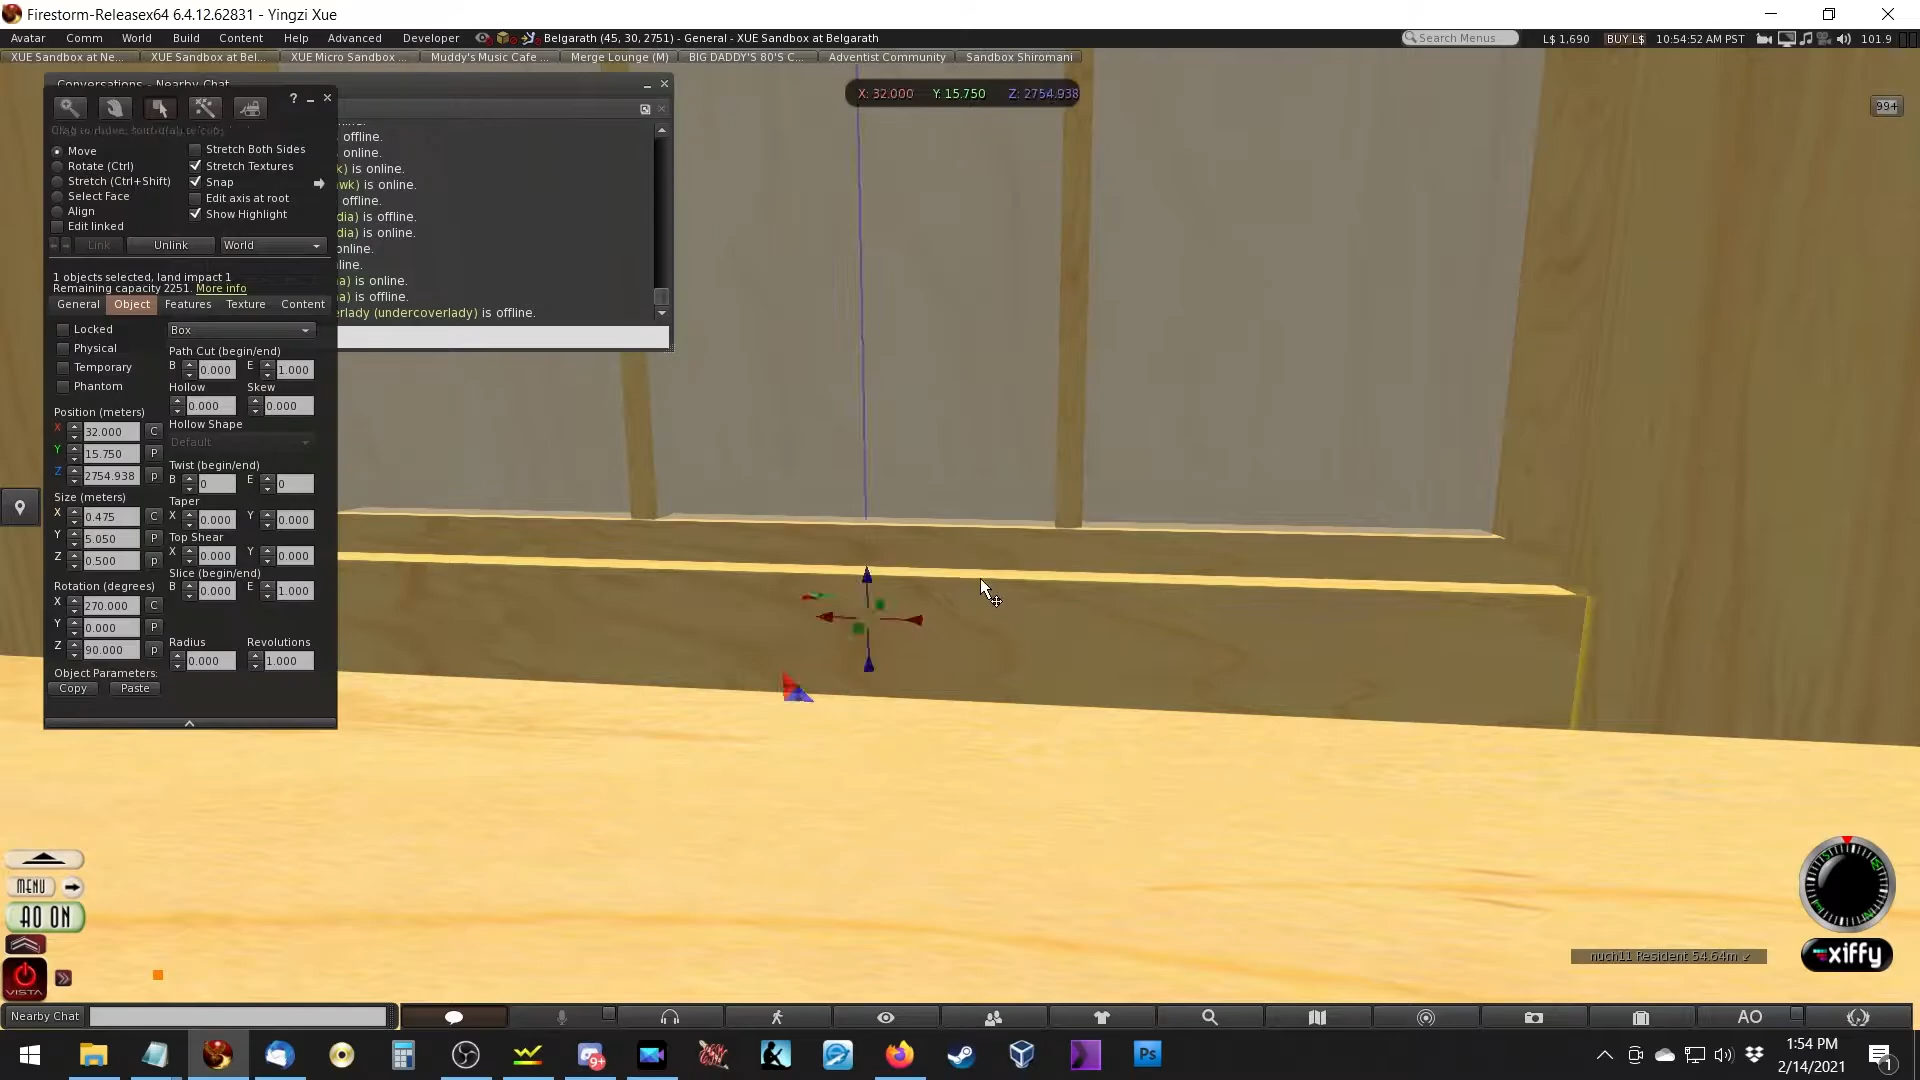 Firestorm-Releasex64 6.4.12.62831 - Yingzi Xue
Avatar Comm World Build Content Help Advanced Developer Belgarath (45, 30, 2751) - General - XUE Sandbox at Belgarath Search Menus L$ 1,690 BUY L$ 10:54:52 AM PST 101.9
XUE Sandbox at Ne... XUE Sandbox at Bel... XUE Micro Sandbox ... Muddy's Music Cafe ... Merge Lounge (M) BIG DADDY'S 80'S C... Adventist Community Sandbox Shiromani
Conversations - Nearby Chat
X: 32.000 Y: 15.750 Z: 2754.938
99+
?
Move
Rotate (Ctrl)
Stretch (Ctrl+Shift)
Select Face
Align
Edit linked
Stretch Both Sides
Stretch Textures
Snap
Edit axis at root
Show Highlight
Link Unlink World
1 objects selected, land impact 1
Remaining capacity 2251. More info
General Object Features Texture Content
offline.
online.
k) is online.
wk) is online.
offline.
dia) is offline.
dia) is online.
online.
line.
a) is online.
a) is offline.
erlady (undercoverlady) is offline.
Locked
Physical
Temporary
Phantom
Position (meters)
X 32.000 C
Y 15.750 P
Z 2754.938 p
Size (meters)
X 0.475 C
Y 5.050 P
Z 0.500 p
Rotation (degrees)
X 270.000 C
Y 0.000 P
Z 90.000 p
Object Parameters:
Copy Paste
Box
Path Cut (begin/end)
B 0.000 E 1.000
Hollow Skew
0.000 0.000
Hollow Shape
Default
Twist (begin/end)
B 0 E 0
Taper
X 0.000 Y 0.000
Top Shear
X 0.000 Y 0.000
Slice (begin/end)
B 0.000 E 1.000
Radius Revolutions
0.000 1.000
MENU
AO ON
VISTA
nuch11 Resident 54.64m
xiffy
Nearby Chat
AO
9+
Ps
1:54 PM
2/14/2021
1